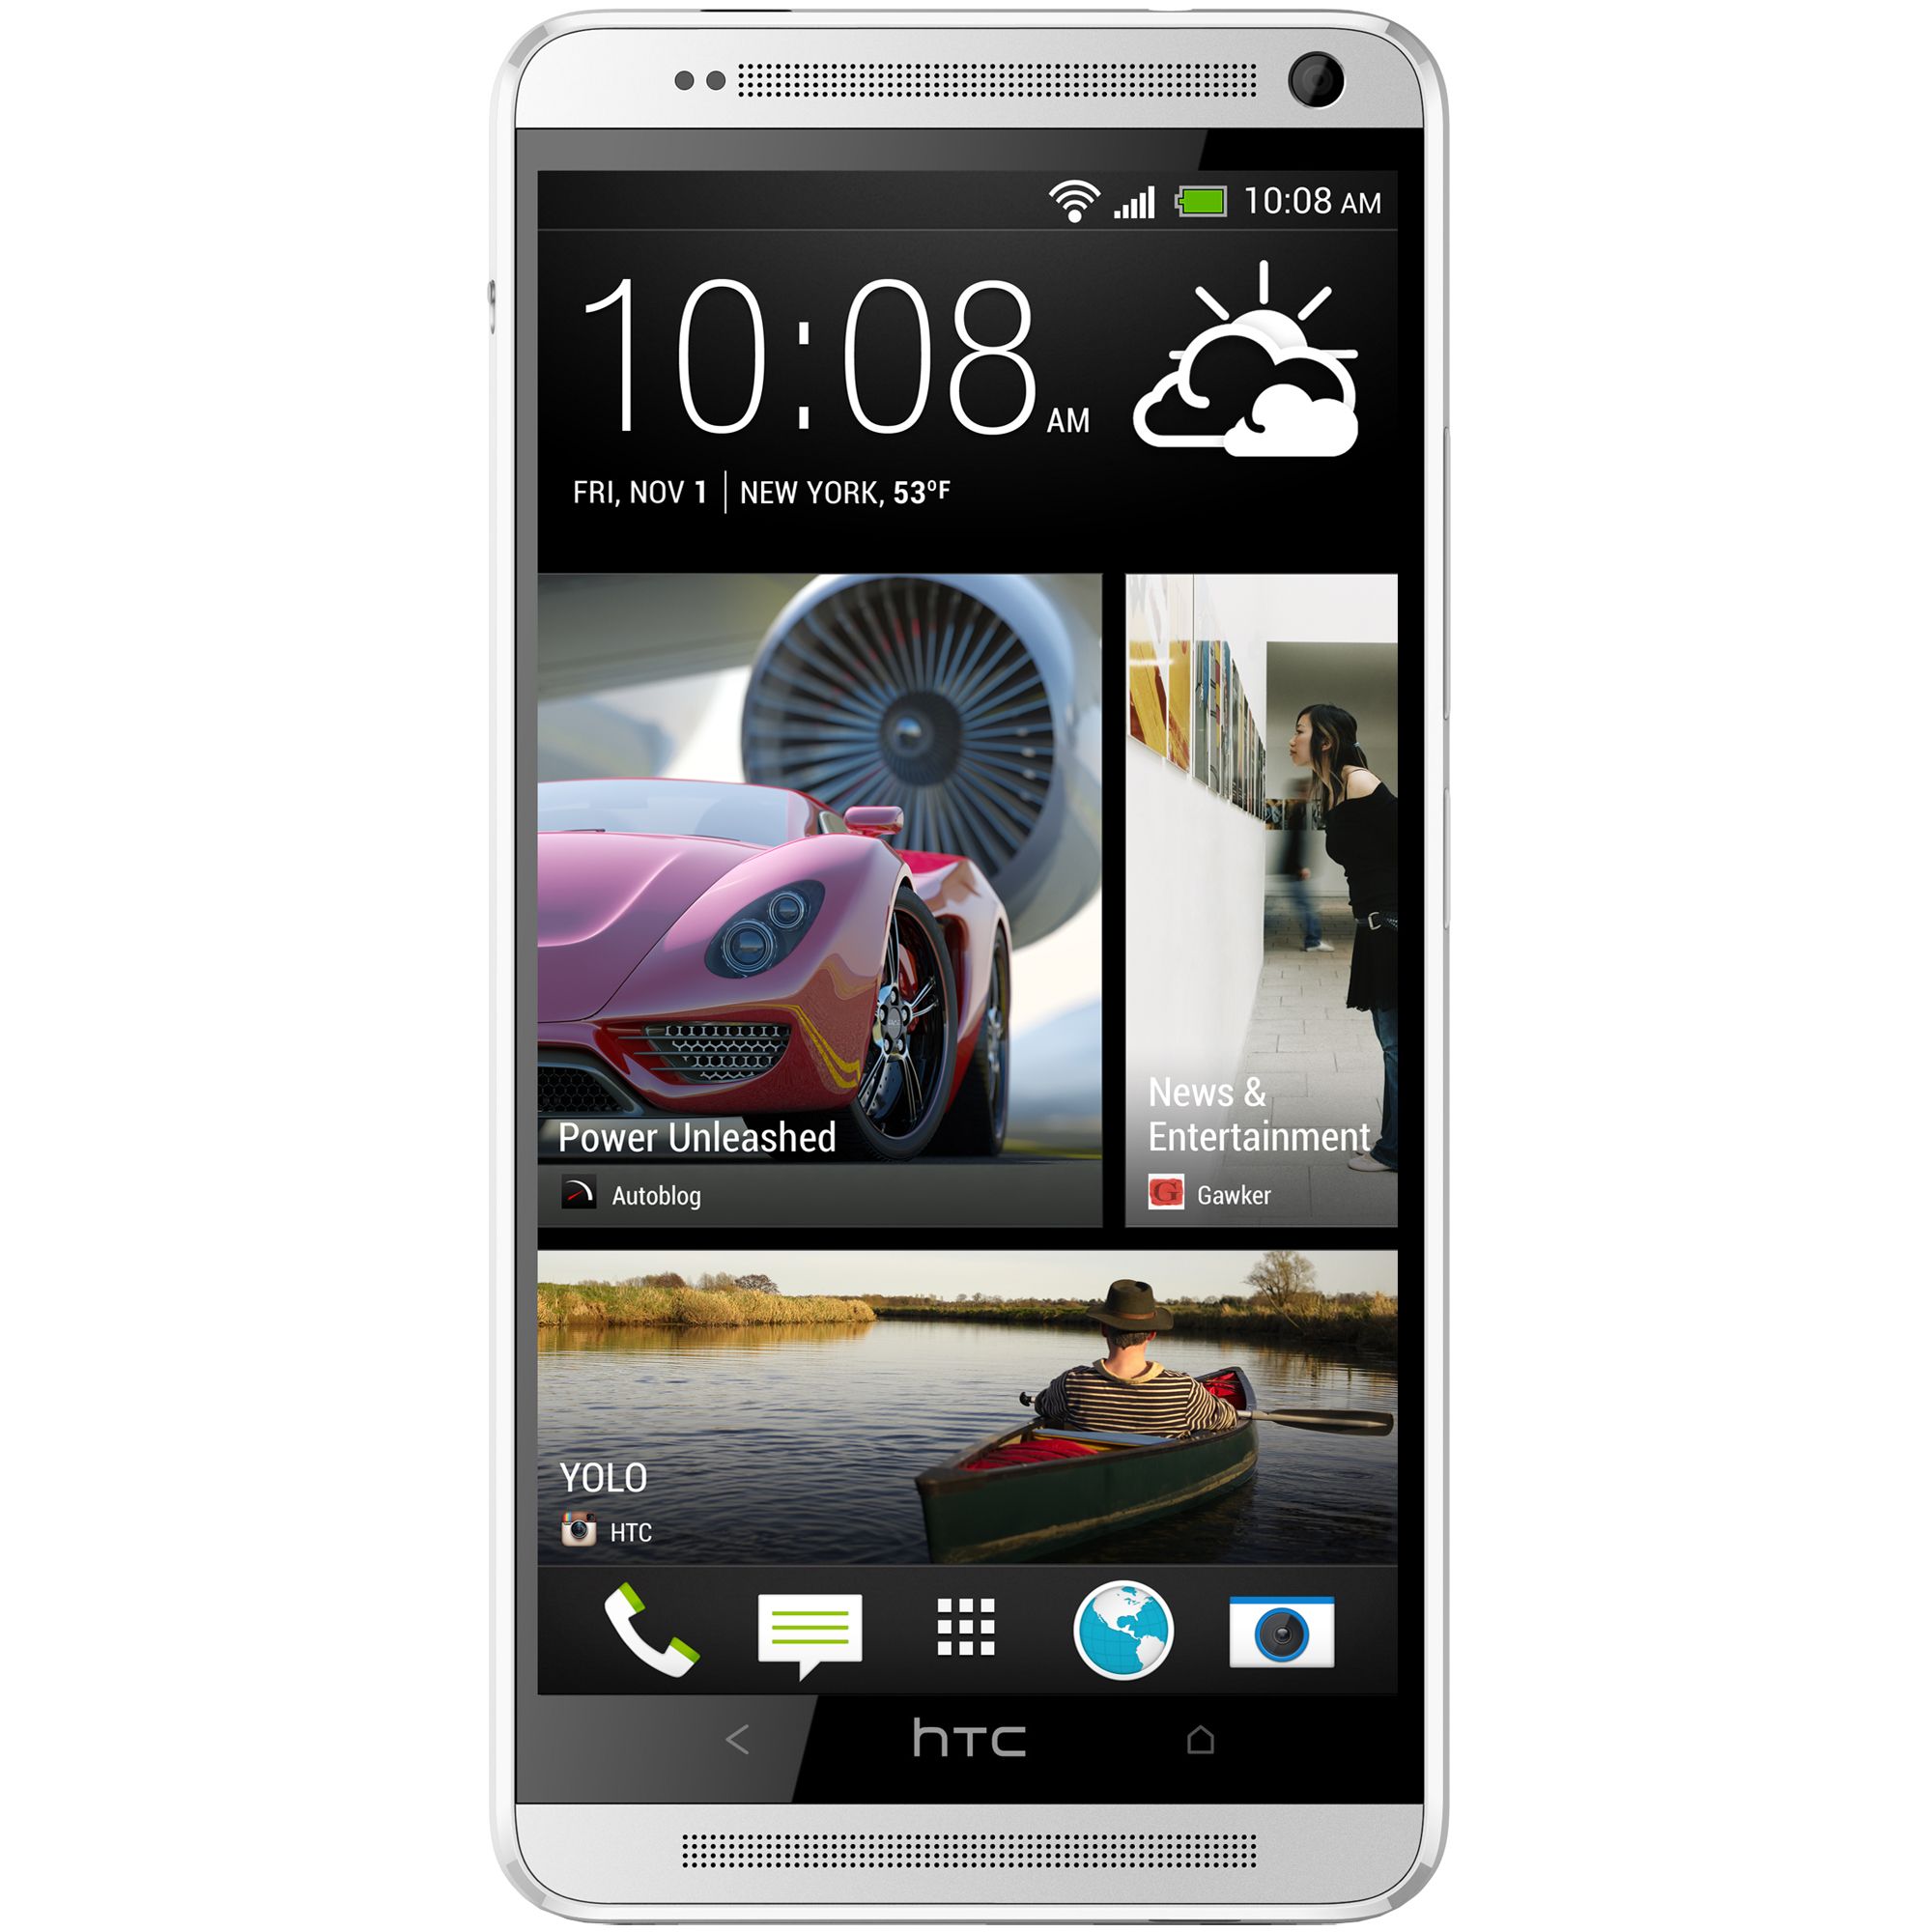 10:08 AM
10:08 AM
FRI, NOV 1 | NEW YORK, 53°F
Power Unleashed
Autoblog
News &
Entertainment
G Gawker
YOLO
HTC
hTC